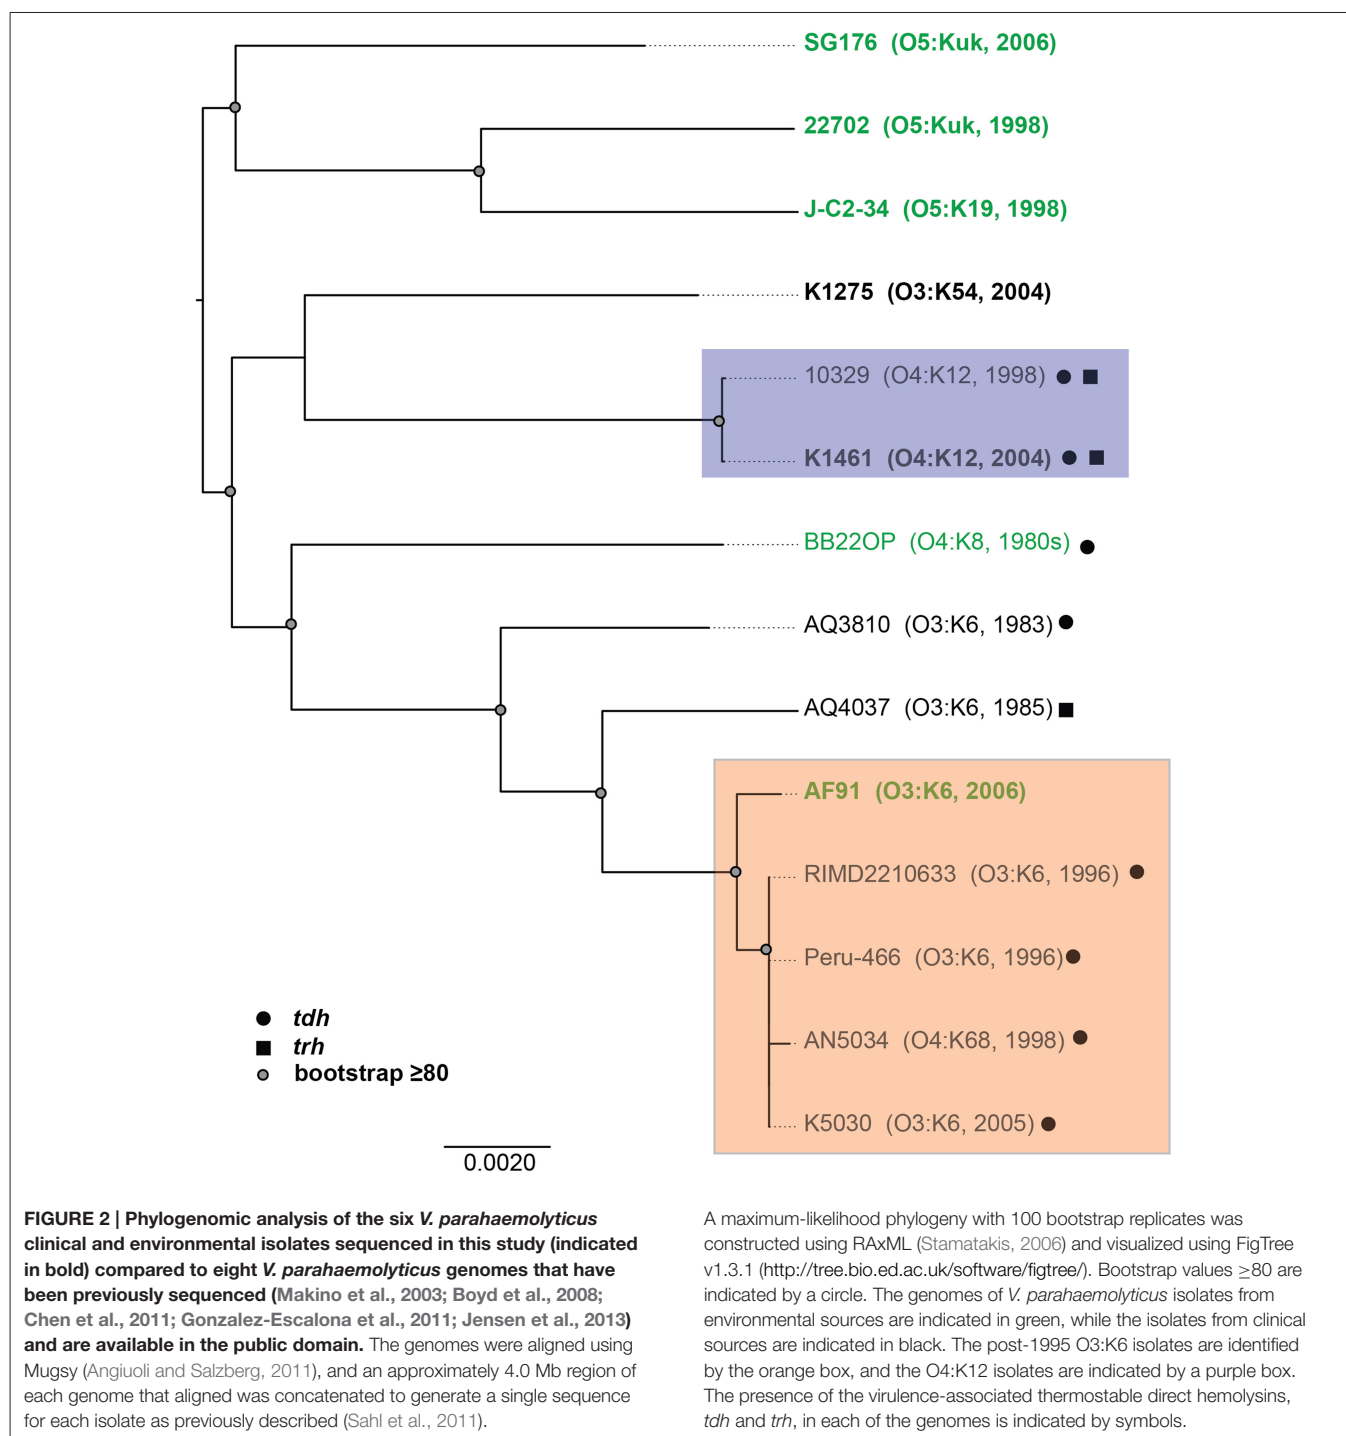 SG176 (O5:Kuk, 2006)
22702 (O5:Kuk, 1998)
J-C2-34 (O5:K19, 1998)
K1275 (O3:K54, 2004)
10329 (O4:K12, 1998)
K1461 (O4:K12, 2004)
BB22OP (O4:K8, 1980s)
AQ3810 (O3:K6, 1983)
AQ4037 (O3:K6, 1985)
AF91 (O3:K6, 2006)
RIMD2210633 (O3:K6, 1996)
Peru-466 (O3:K6, 1996)
AN5034 (O4:K68, 1998)
K5030 (O3:K6, 2005)
tdh
trh
bootstrap ≥80
0.0020
FIGURE 2 | Phylogenomic analysis of the six V. parahaemolyticus
clinical and environmental isolates sequenced in this study (indicated
in bold) compared to eight V. parahaemolyticus genomes that have
been previously sequenced (Makino et al., 2003; Boyd et al., 2008;
Chen et al., 2011; Gonzalez-Escalona et al., 2011; Jensen et al., 2013)
and are available in the public domain. The genomes were aligned using
Mugsy (Angiuoli and Salzberg, 2011), and an approximately 4.0 Mb region of
each genome that aligned was concatenated to generate a single sequence
for each isolate as previously described (Sahl et al., 2011).
A maximum-likelihood phylogeny with 100 bootstrap replicates was
constructed using RAxML (Stamatakis, 2006) and visualized using FigTree
v1.3.1 (http://tree.bio.ed.ac.uk/software/figtree/). Bootstrap values ≥80 are
indicated by a circle. The genomes of V. parahaemolyticus isolates from
environmental sources are indicated in green, while the isolates from clinical
sources are indicated in black. The post-1995 O3:K6 isolates are identified
by the orange box, and the O4:K12 isolates are indicated by a purple box.
The presence of the virulence-associated thermostable direct hemolysins,
tdh and trh, in each of the genomes is indicated by symbols.